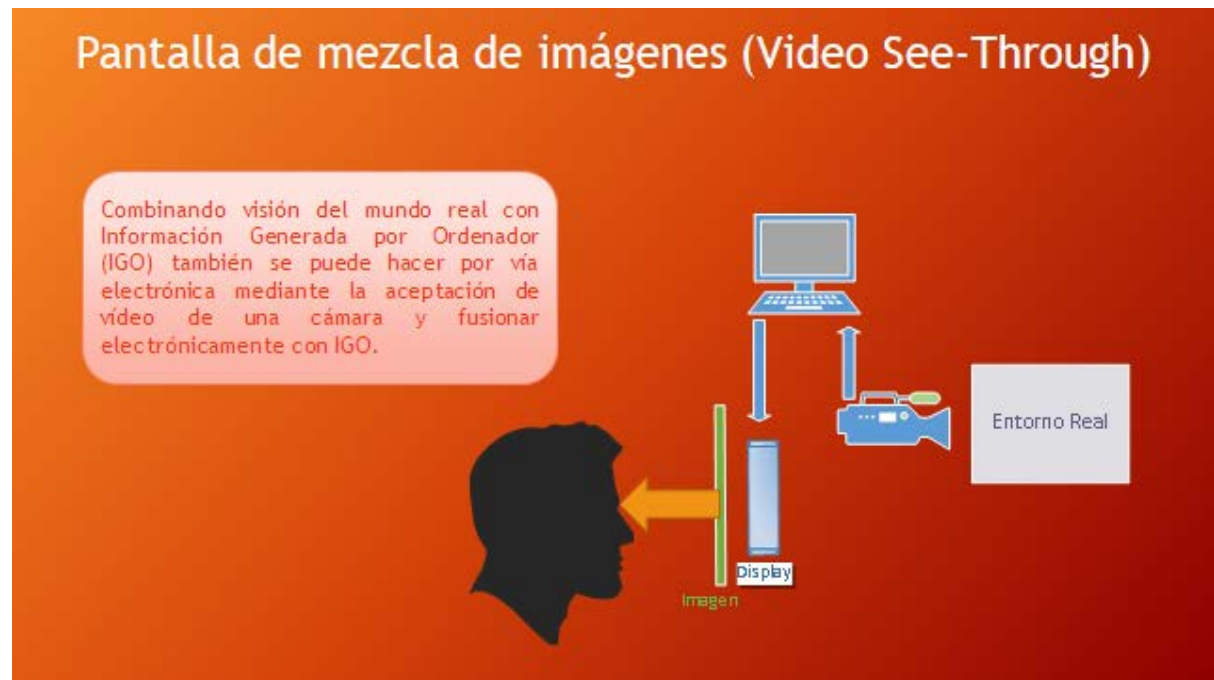 Pantalla de mezcla de imágenes (Video See-Through)
Combinando visión del mundo real con
Información Generada por Ordenador
(IGO) también se puede hacer por vía
electrónica mediante la aceptación de
vídeo de una cámara y fusionar
electrónicamente con IGO.
Entorno Real
Display
Imagen